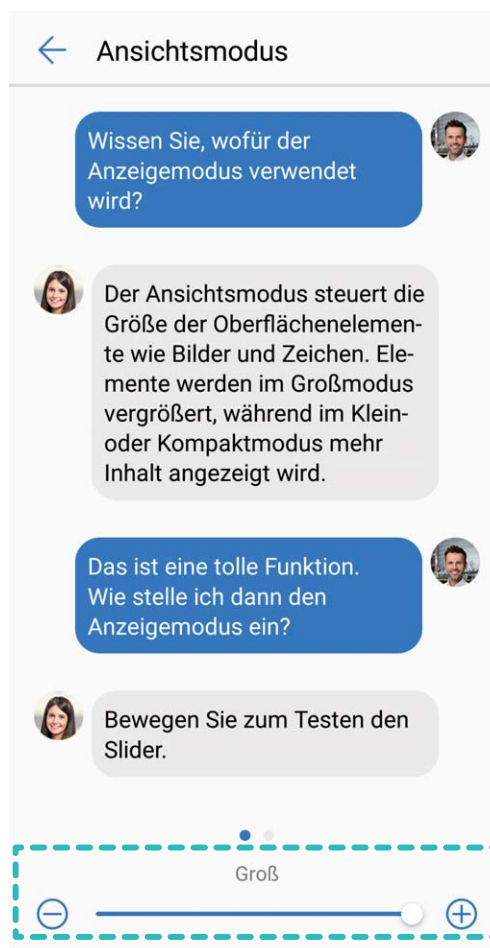 Ansichtsmodus
Wissen Sie, wofür der
Anzeigemodus verwendet
wird?
Der Ansichtsmodus steuert die
Größe der Oberflächenelemen-
te wie Bilder und Zeichen. Ele-
mente werden im Großmodus
vergrößert, während im Klein-
oder Kompaktmodus mehr
Inhalt angezeigt wird.
Das ist eine tolle Funktion.
Wie stelle ich dann den
Anzeigemodus ein?
Bewegen Sie zum Testen den
Slider.
Groß